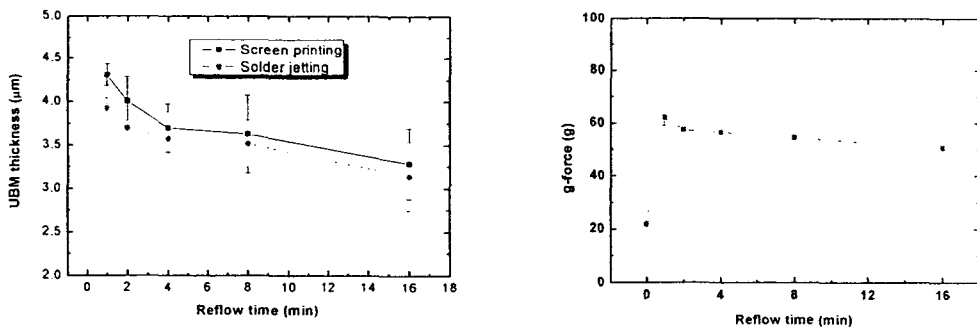 5.0
4.5
4.0
3.5
3.0
2.5
2.0
UBM thickness (μm)
Screen printing
Solder jetting
0 2 4 6 8 10 12 14 16 18
Reflow time (min)
100
80
60
40
20
0
g-force (g)
0 4 8 12 16
Reflow time (min)